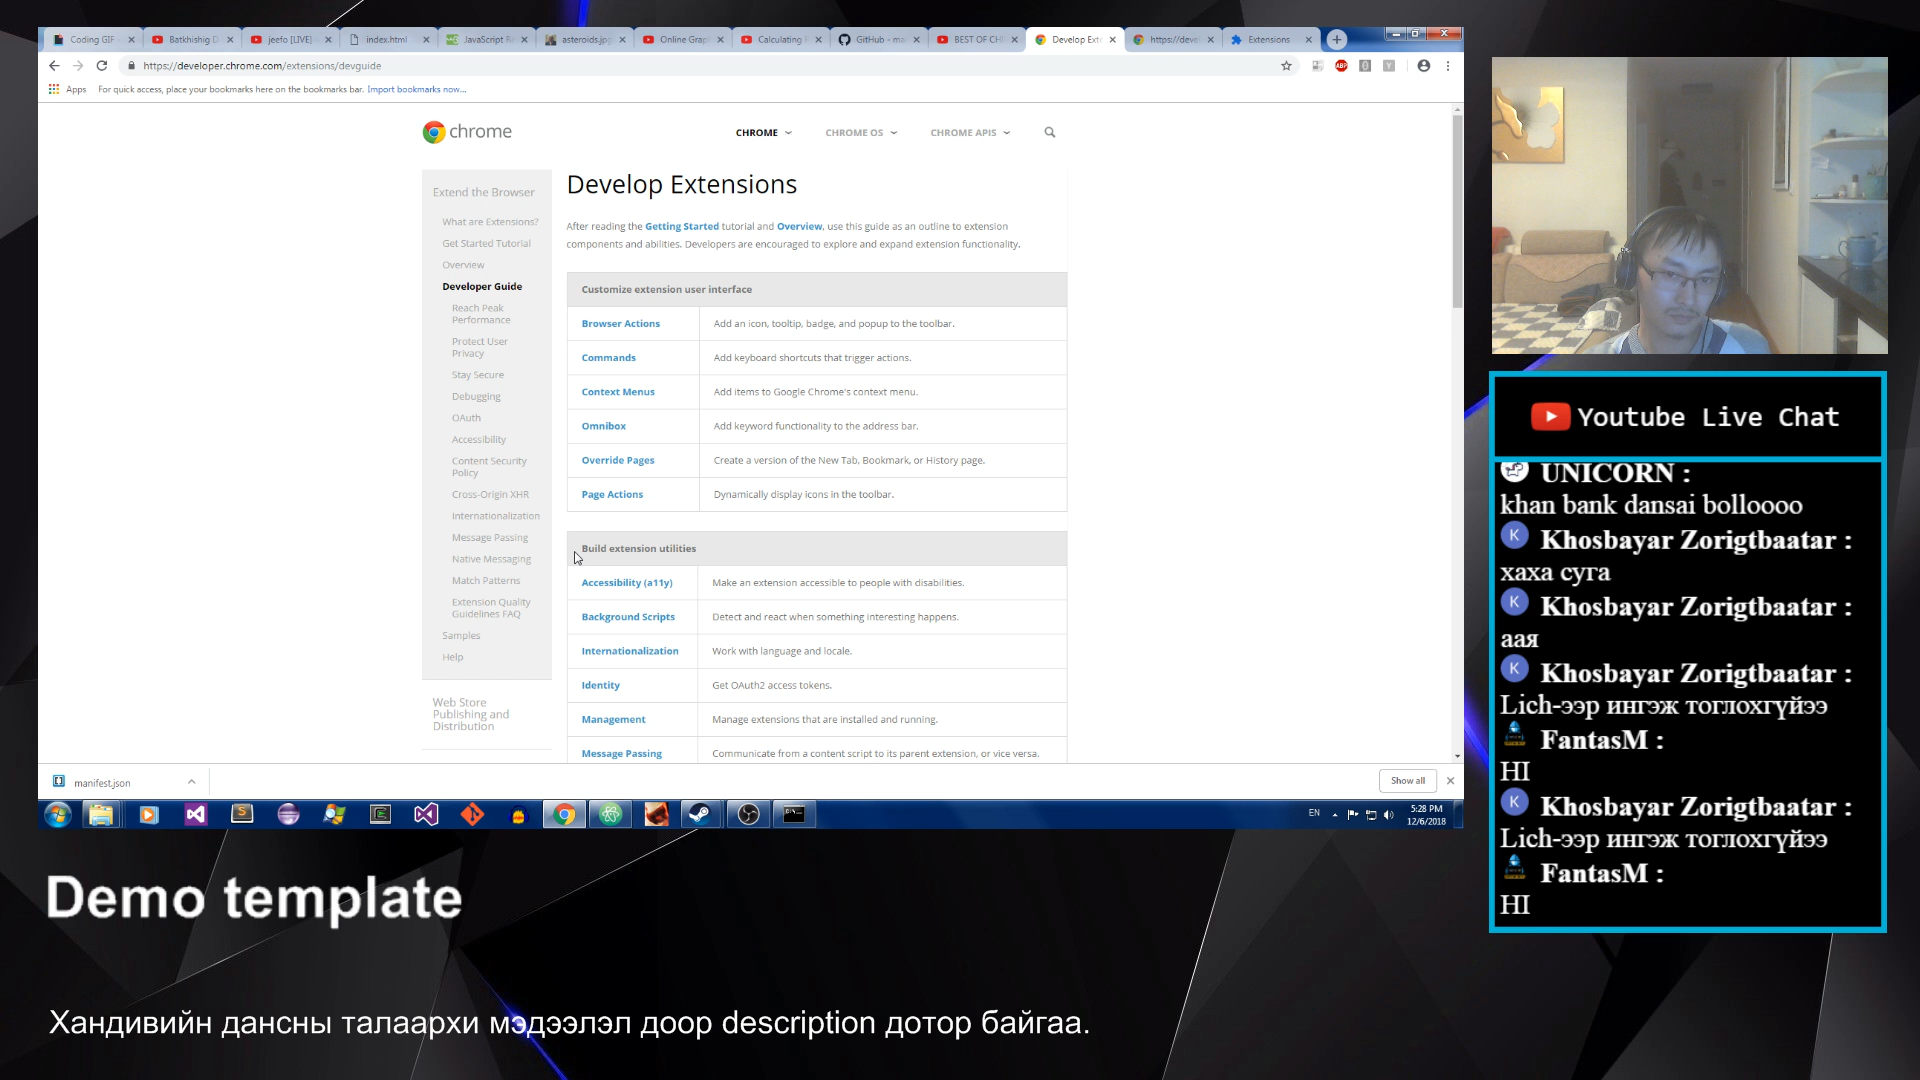 Coding GIF
Batkhishig D
jeefo [LIVE]
index.html
JavaScript R
asteroids.jpg
Online Grap
Calculating
GitHub - ma
BEST OF CH
Develop Ext
https://deve
Extensions
https://developer.chrome.com/extensions/devguide
ABP
Apps For quick access, place your bookmarks here on the bookmarks bar. Import bookmarks now...
chrome
CHROME
CHROME OS
CHROME APIS
Extend the Browser
What are Extensions?
Get Started Tutorial
Overview
Developer Guide
Reach Peak
Performance
Protect User
Privacy
Stay Secure
Debugging
OAuth
Accessibility
Content Security
Policy
Cross-Origin XHR
Internationalization
Message Passing
Native Messaging
Match Patterns
Extension Quality
Guidelines FAQ
Samples
Help
Web Store
Publishing and
Distribution
Develop Extensions
After reading the Getting Started tutorial and Overview, use this guide as an outline to extension
components and abilities. Developers are encouraged to explore and expand extension functionality.
Customize extension user interface
Browser Actions Add an icon, tooltip, badge, and popup to the toolbar.
Commands Add keyboard shortcuts that trigger actions.
Context Menus Add items to Google Chrome's context menu.
Omnibox Add keyword functionality to the address bar.
Override Pages Create a version of the New Tab, Bookmark, or History page.
Page Actions Dynamically display icons in the toolbar.
Build extension utilities
Accessibility (a11y) Make an extension accessible to people with disabilities.
Background Scripts Detect and react when something interesting happens.
Internationalization Work with language and locale.
Identity Get OAuth2 access tokens.
Management Manage extensions that are installed and running.
Message Passing Communicate from a content script to its parent extension, or vice versa.
manifest.json
Show all
EN
5:28 PM
12/6/2018
Youtube Live Chat
UNICORN :
khan bank dansai bolloooo
K Khosbayar Zorigtbaatar :
хаха суга
K Khosbayar Zorigtbaatar :
аая
K Khosbayar Zorigtbaatar :
Lich-ээр ингэж тоглохгүйээ
FantasM :
HI
K Khosbayar Zorigtbaatar :
Lich-ээр ингэж тоглохгүйээ
FantasM :
HI
Demo template
Хандивийн дансны талаархи мэдээлэл доор description дотор байгаа.